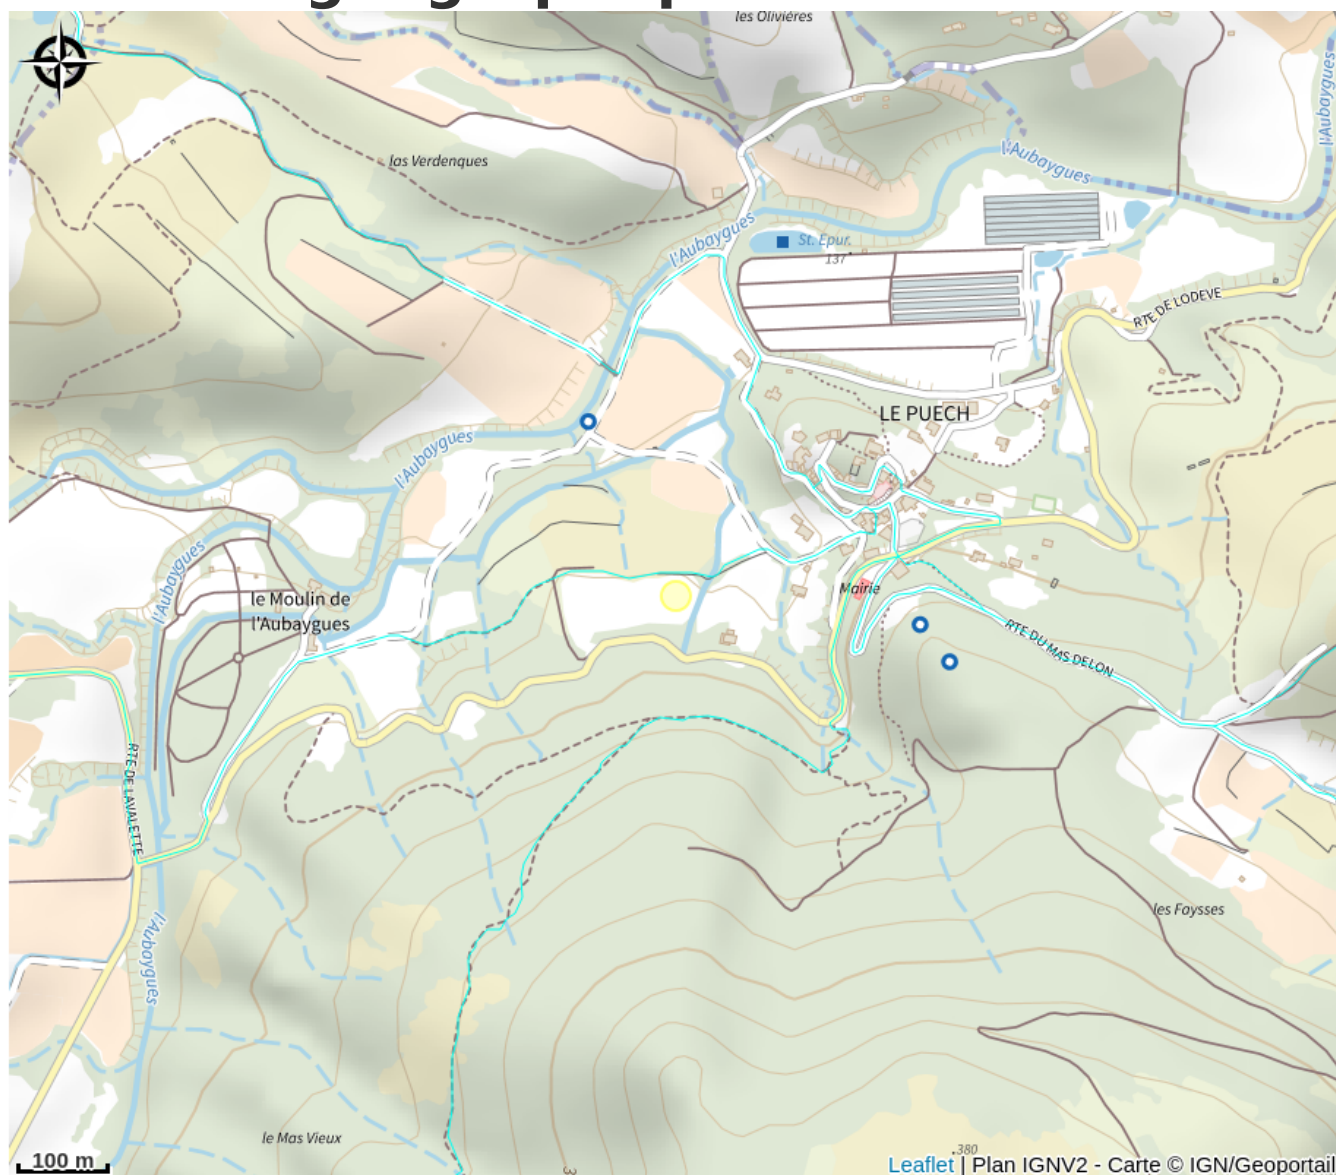 les Olivières
l'Aubaygues
las Verdenques
l'Aubaygues
l'Aubaygues
St. Epur.
137
RTE DE LODEVE
LE PUECH
l'Aubaygues
l'Aubaygues
Mairie
le Moulin de
l'Aubaygues
RTE DU MAS DELON
RTE DE LAVALETTE
les Faysses
l'Aubaygues
le Mas Vieux
380
100 m
Leaflet | Plan IGNV2 - Carte © IGN/Geoportail